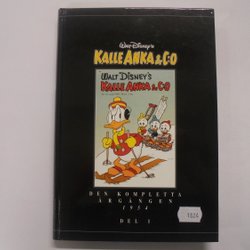 Walt Disney's
KALLE ANKA & CO
WALT DISNEY'S
KALLE ANKA & CO
DEN KOMPLETTA
ÅRGÅNGEN
1954
DEL 1